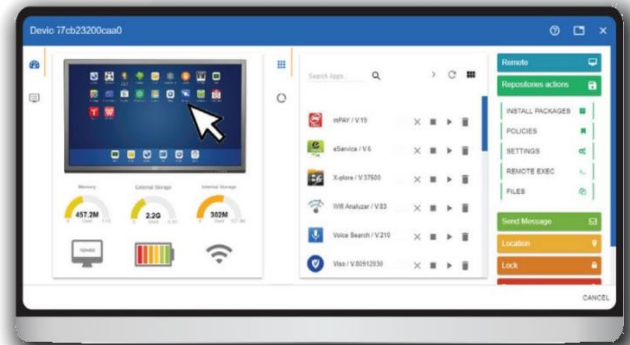 Devic 77cb23200caa0
Search Apps
mPAY / V.19
eService / V.6
X-plore / V.37500
Wifi Analyzer / V.83
Voice Search / V.210
Viso / V.80912030
Memory
External Storage
Internal Storage
457.2M
2.2G
302M
Remote
Repositories actions
INSTALL PACKAGES
POLICIES
SETTINGS
REMOTE EXEC
FILES
Send Message
Location
Lock
CANCEL